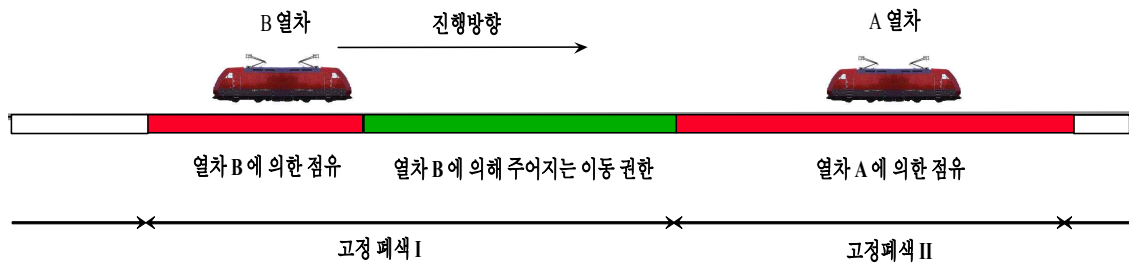 B 열차
진행방향
A 열차
열차 B 에 의한 점유
열차 B 에 의해 주어지는 이동 권한
열차 A 에 의한 점유
고정 폐색 I
고정폐색 II